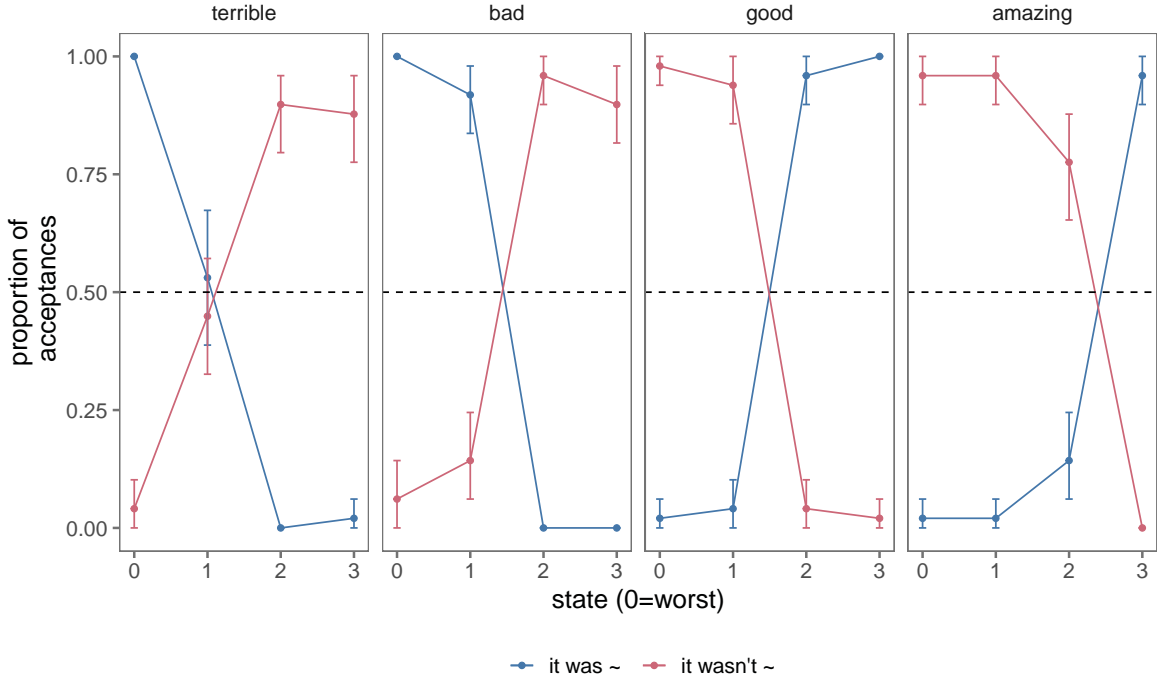 terrible bad good amazing
1.00
0.75
0.50
0.25
0.00
proportion of
acceptances
0 1 2 3 0 1 2 3 0 1 2 3 0 1 2 3
state (0=worst)
it was ~ it wasn't ~